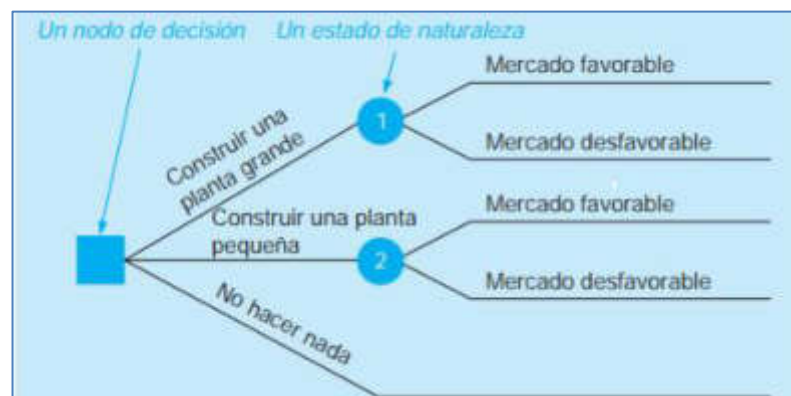 Un nodo de decisión
Un estado de naturaleza
Mercado favorable
1
Construir una
planta grande
Mercado desfavorable
Mercado favorable
Construir una planta
pequeña
2
Mercado desfavorable
No hacer nada